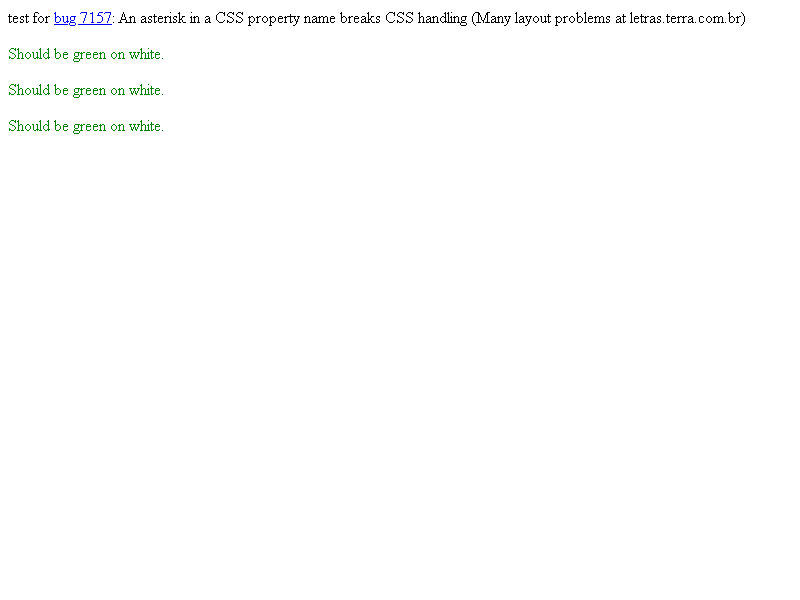 test for bug 7157: An asterisk in a CSS property name breaks CSS handling (Many layout problems at letras.terra.com.br)
Should be green on white.
Should be green on white.
Should be green on white.